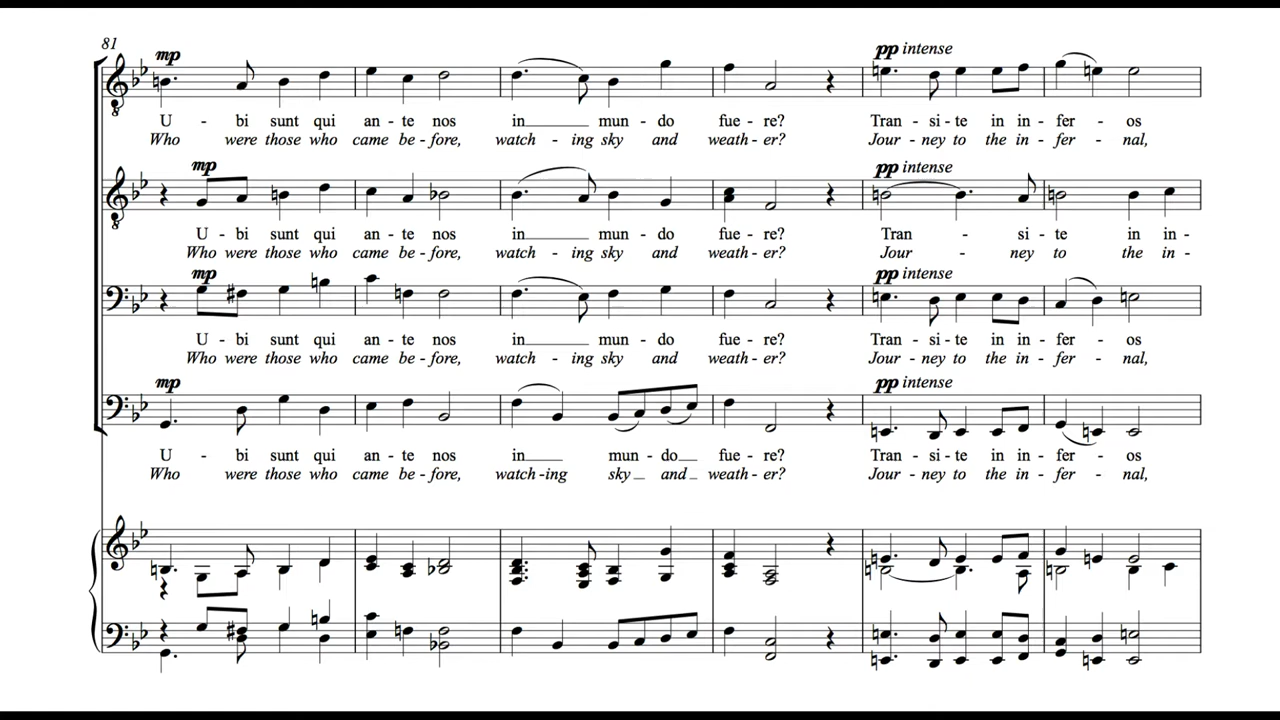 81
mp pp intense
U - bi sunt qui an - te nos in mun - do fue - re? Tran - si - te in in - fer - os
Who were those who came be - fore, watch - ing sky and weath - er? Jour - ney to the in - fer - nal,
mp pp intense
U - bi sunt qui an - te nos in mun - do fue - re? Tran - si - te in in -
Who were those who came be - fore, watch - ing sky and weath - er? Jour - ney to the in -
mp pp intense
U - bi sunt qui an - te nos in mun - do fue - re? Tran - si - te in in - fer - os
Who were those who came be - fore, watch - ing sky and weath - er? Jour - ney to the in - fer - nal,
mp pp intense
U - bi sunt qui an - te nos in mun - do fue - re? Tran - si - te in in - fer - os
Who were those who came be - fore, watch - ing sky and weath - er? Jour - ney to the in - fer - nal,